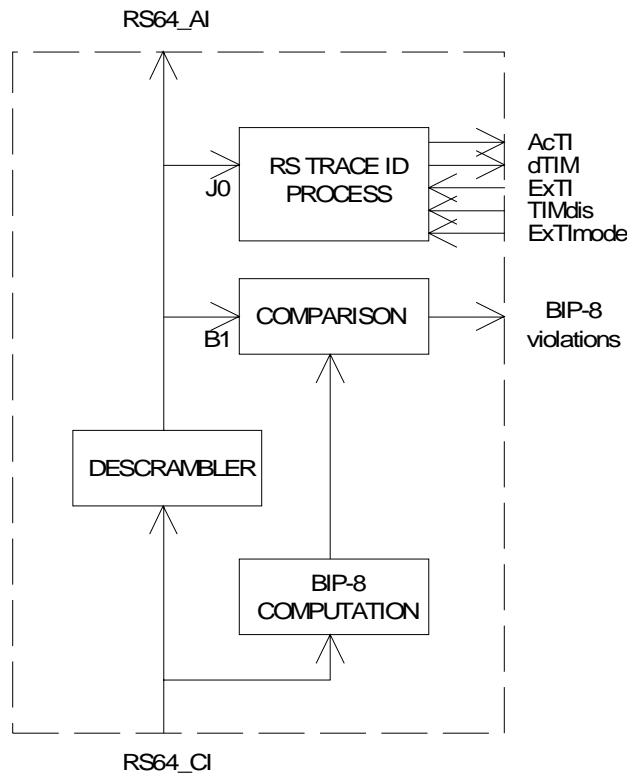 RS64_AI
RS TRACE ID
PROCESS
J0
AcTI
dTIM
ExTI
TIMdis
ExTImode
COMPARISON
B1
BIP-8
violations
DESCRAMBLER
BIP-8
COMPUTATION
RS64_CI